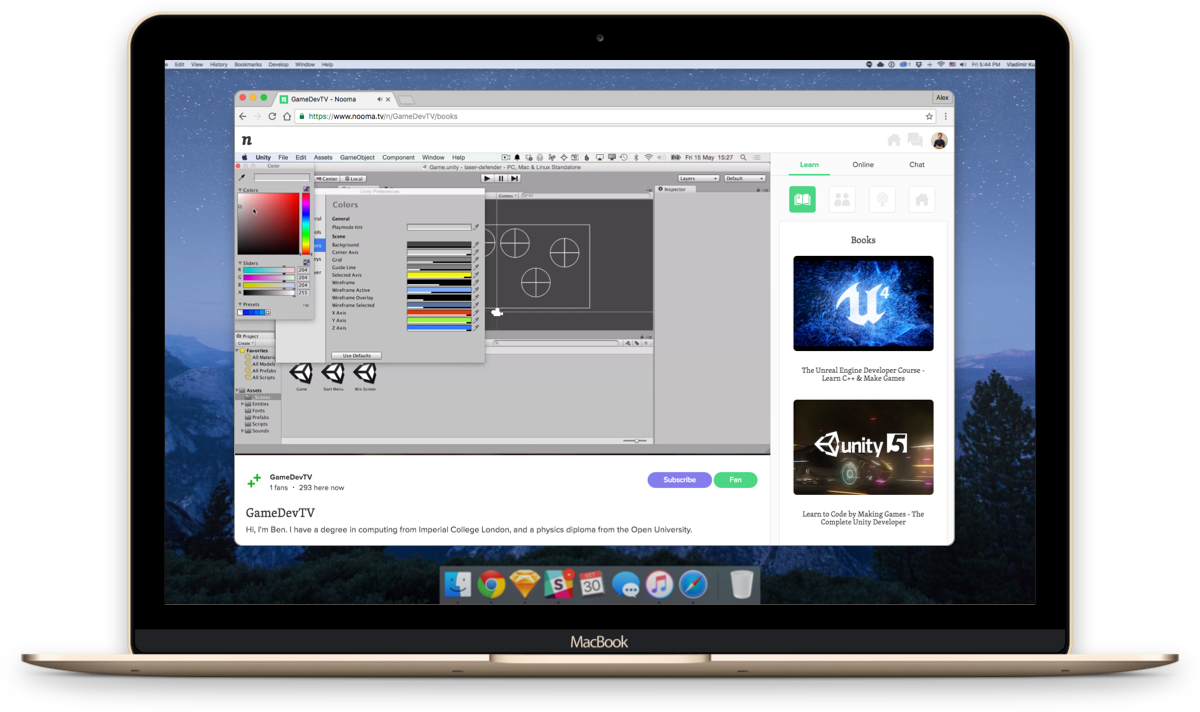 Edit View History Bookmarks Develop Window Help
Fri 5:44 PM Vladimir Ku
GameDevTV - Nooma
Alex
https://www.nooma.tv/n/GameDevTV/books
n
Unity File Edit Assets GameObject Component Window Help
Fri 15 May 15:27
Color
Game.unity - laser-defender - PC, Mac & Linux Standalone
Center Local
Layers Default
Unity Preferences
Inspector
Colors
Colors
General
Playmode tint
Scene
Background
Center Axis
Grid
Guide Line
Selected Axis
Wireframe
Wireframe Active
Wireframe Overlay
Wireframe Selected
X Axis
Y Axis
Z Axis
Use Defaults
Sliders
R 204
G 204
B 204
A 255
Presets
Project
Create
Favorites
All Materia
All Models
All Prefabs
All Scripts
Assets
_Scenes
Entities
Fonts
Prefabs
Scripts
Sounds
Game Start Menu Win Screen
GameDevTV
1 fans · 293 here now
Subscribe Fan
GameDevTV
Hi, I'm Ben. I have a degree in computing from Imperial College London, and a physics diploma from the Open University.
Learn Online Chat
Books
4
The Unreal Engine Developer Course -
Learn C++ & Make Games
unity 5
Learn to Code by Making Games - The
Complete Unity Developer
S
OCT
30
MacBook